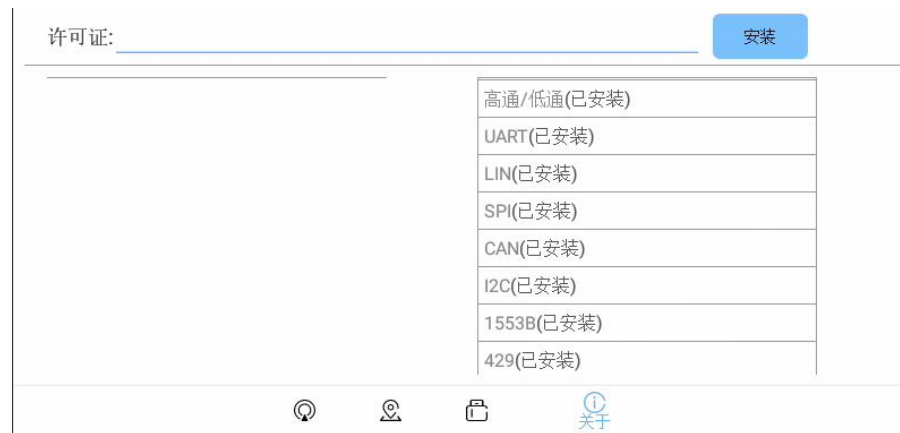 许可证:
安装
高通/低通(已安装)
UART(已安装)
LIN(已安装)
SPI(已安装)
CAN(已安装)
I2C(已安装)
1553B(已安装)
429(已安装)
关于